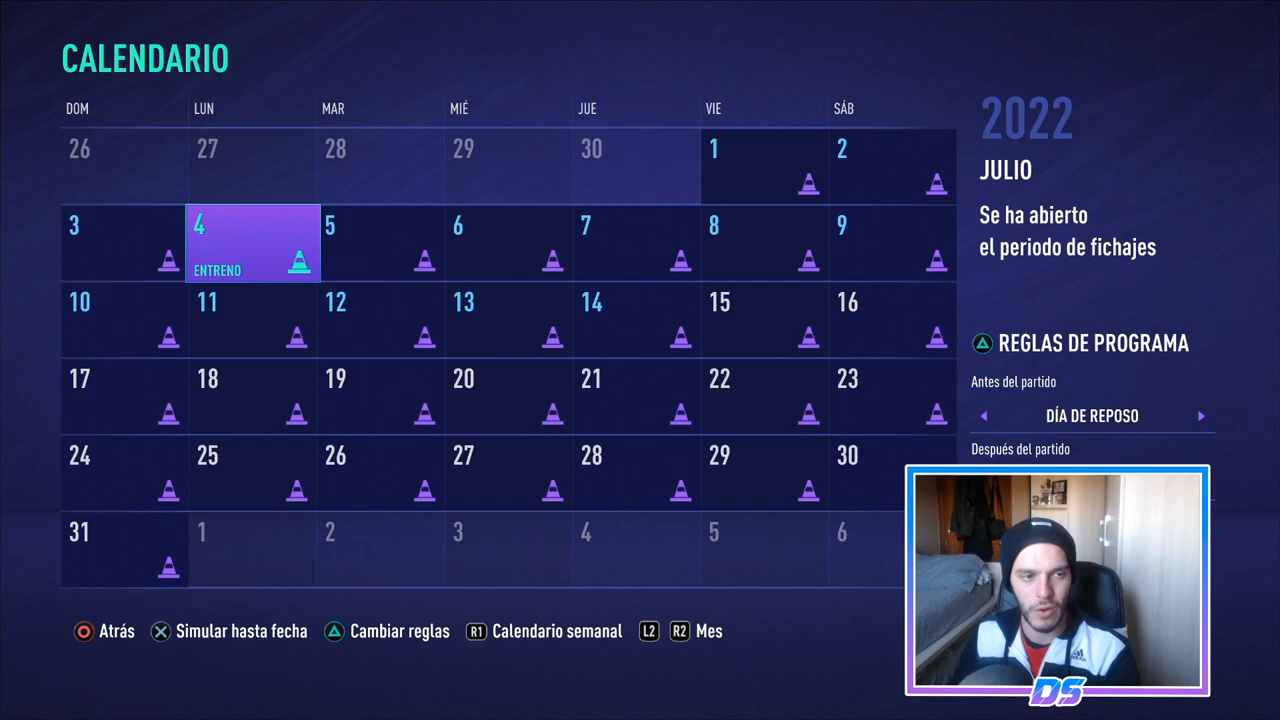 CALENDARIO
DOM LUN MAR MIÉ JUE VIE SÁB
26 27 28 29 30 1 2
3 4 5 6 7 8 9
ENTRENO
10 11 12 13 14 15 16
17 18 19 20 21 22 23
24 25 26 27 28 29 30
31 1 2 3 4 5 6
2022
JULIO
Se ha abierto
el periodo de fichajes
REGLAS DE PROGRAMA
Antes del partido
DÍA DE REPOSO
Después del partido
Atrás Simular hasta fecha Cambiar reglas R1 Calendario semanal L2 R2 Mes
adidas
DS